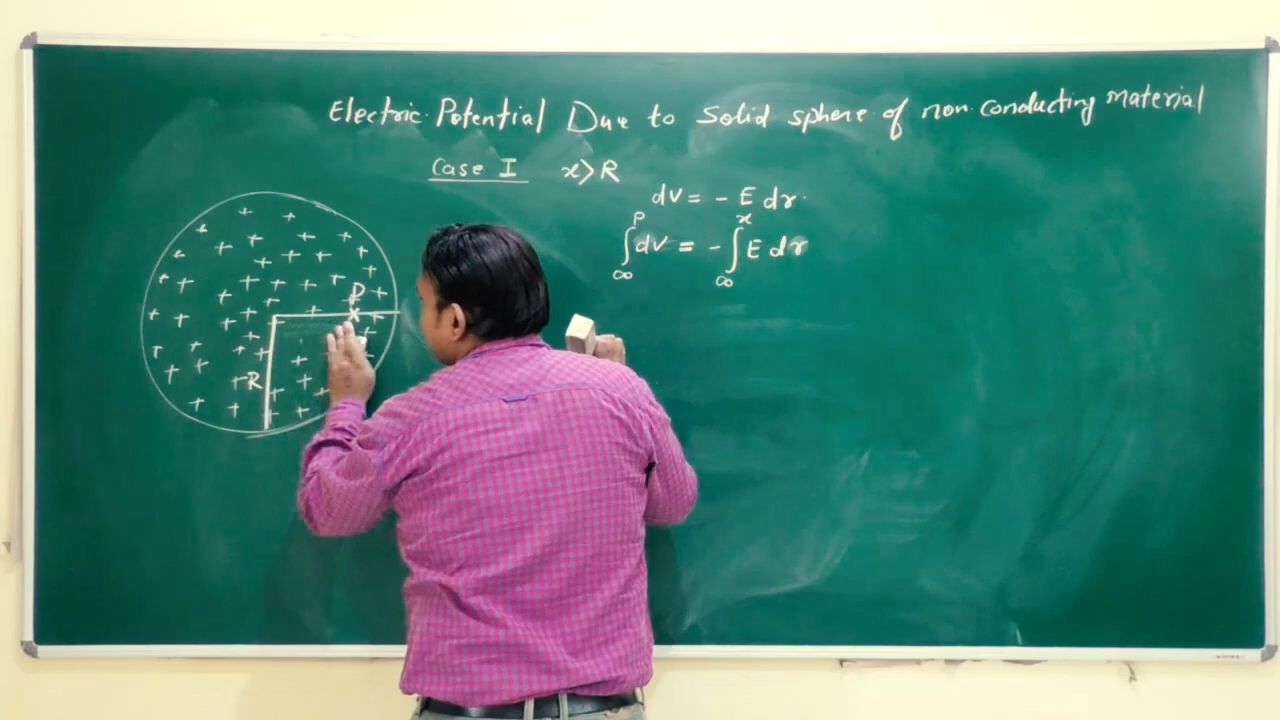 Electric Potential Due to solid sphere of non conducting material
Case I x>R
dv = - E dr
∫dv = - ∫E dr
P x
∞ ∞
P
R